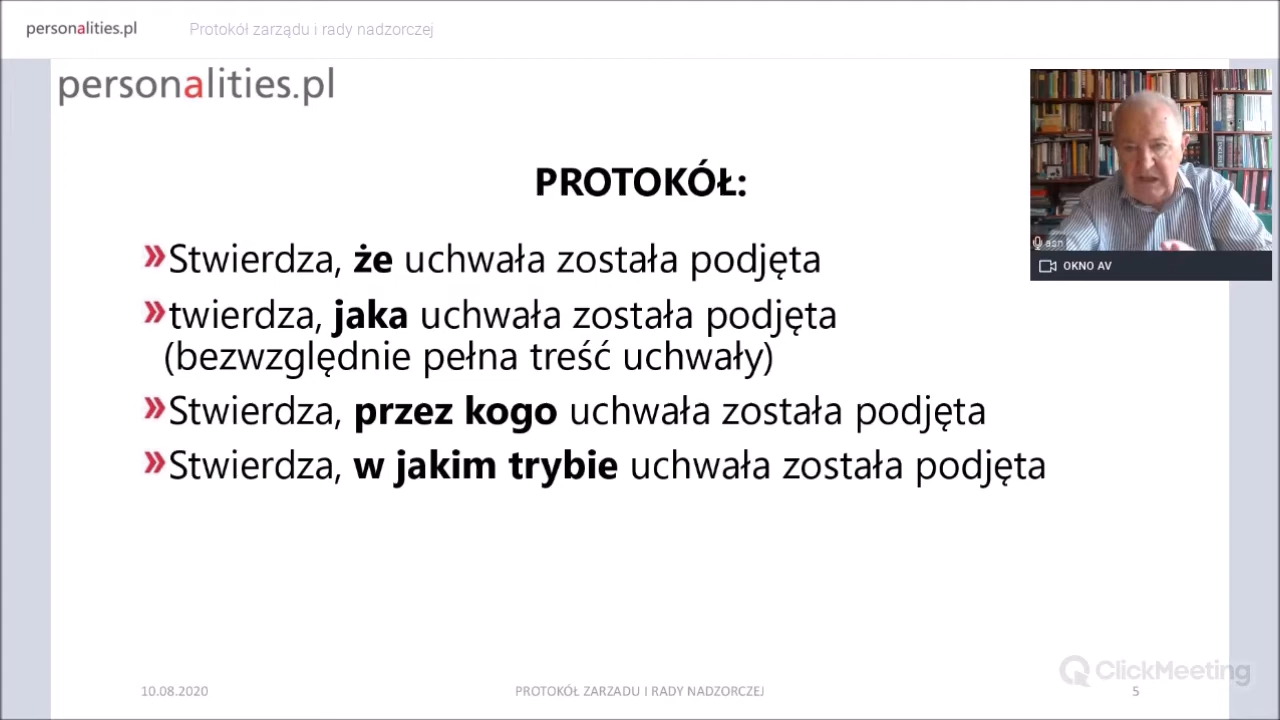 personalities.pl
Protokół zarządu i rady nadzorczej
personalities.pl
PROTOKÓŁ:
»Stwierdza, że uchwała została podjęta
»twierdza, jaka uchwała została podjęta
(bezwzględnie pełna treść uchwały)
»Stwierdza, przez kogo uchwała została podjęta
»Stwierdza, w jakim trybie uchwała została podjęta
asn
OKNO AV
ClickMeeting
10.08.2020
PROTOKÓŁ ZARZADU I RADY NADZORCZEJ
5